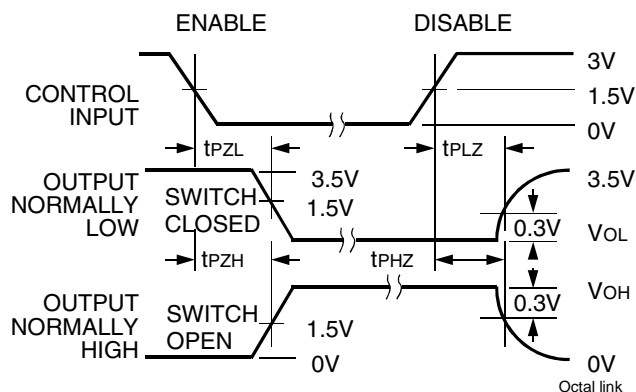 ENABLE DISABLE
3V
CONTROL
INPUT
1.5V
0V
tPZL
tPLZ
OUTPUT
NORMALLY
LOW
SWITCH
CLOSED
3.5V
1.5V
3.5V
0.3V
VOL
tPZH
tPHZ
OUTPUT
NORMALLY
HIGH
SWITCH
OPEN
1.5V
0V
0.3V
VOH
0V
Octal link